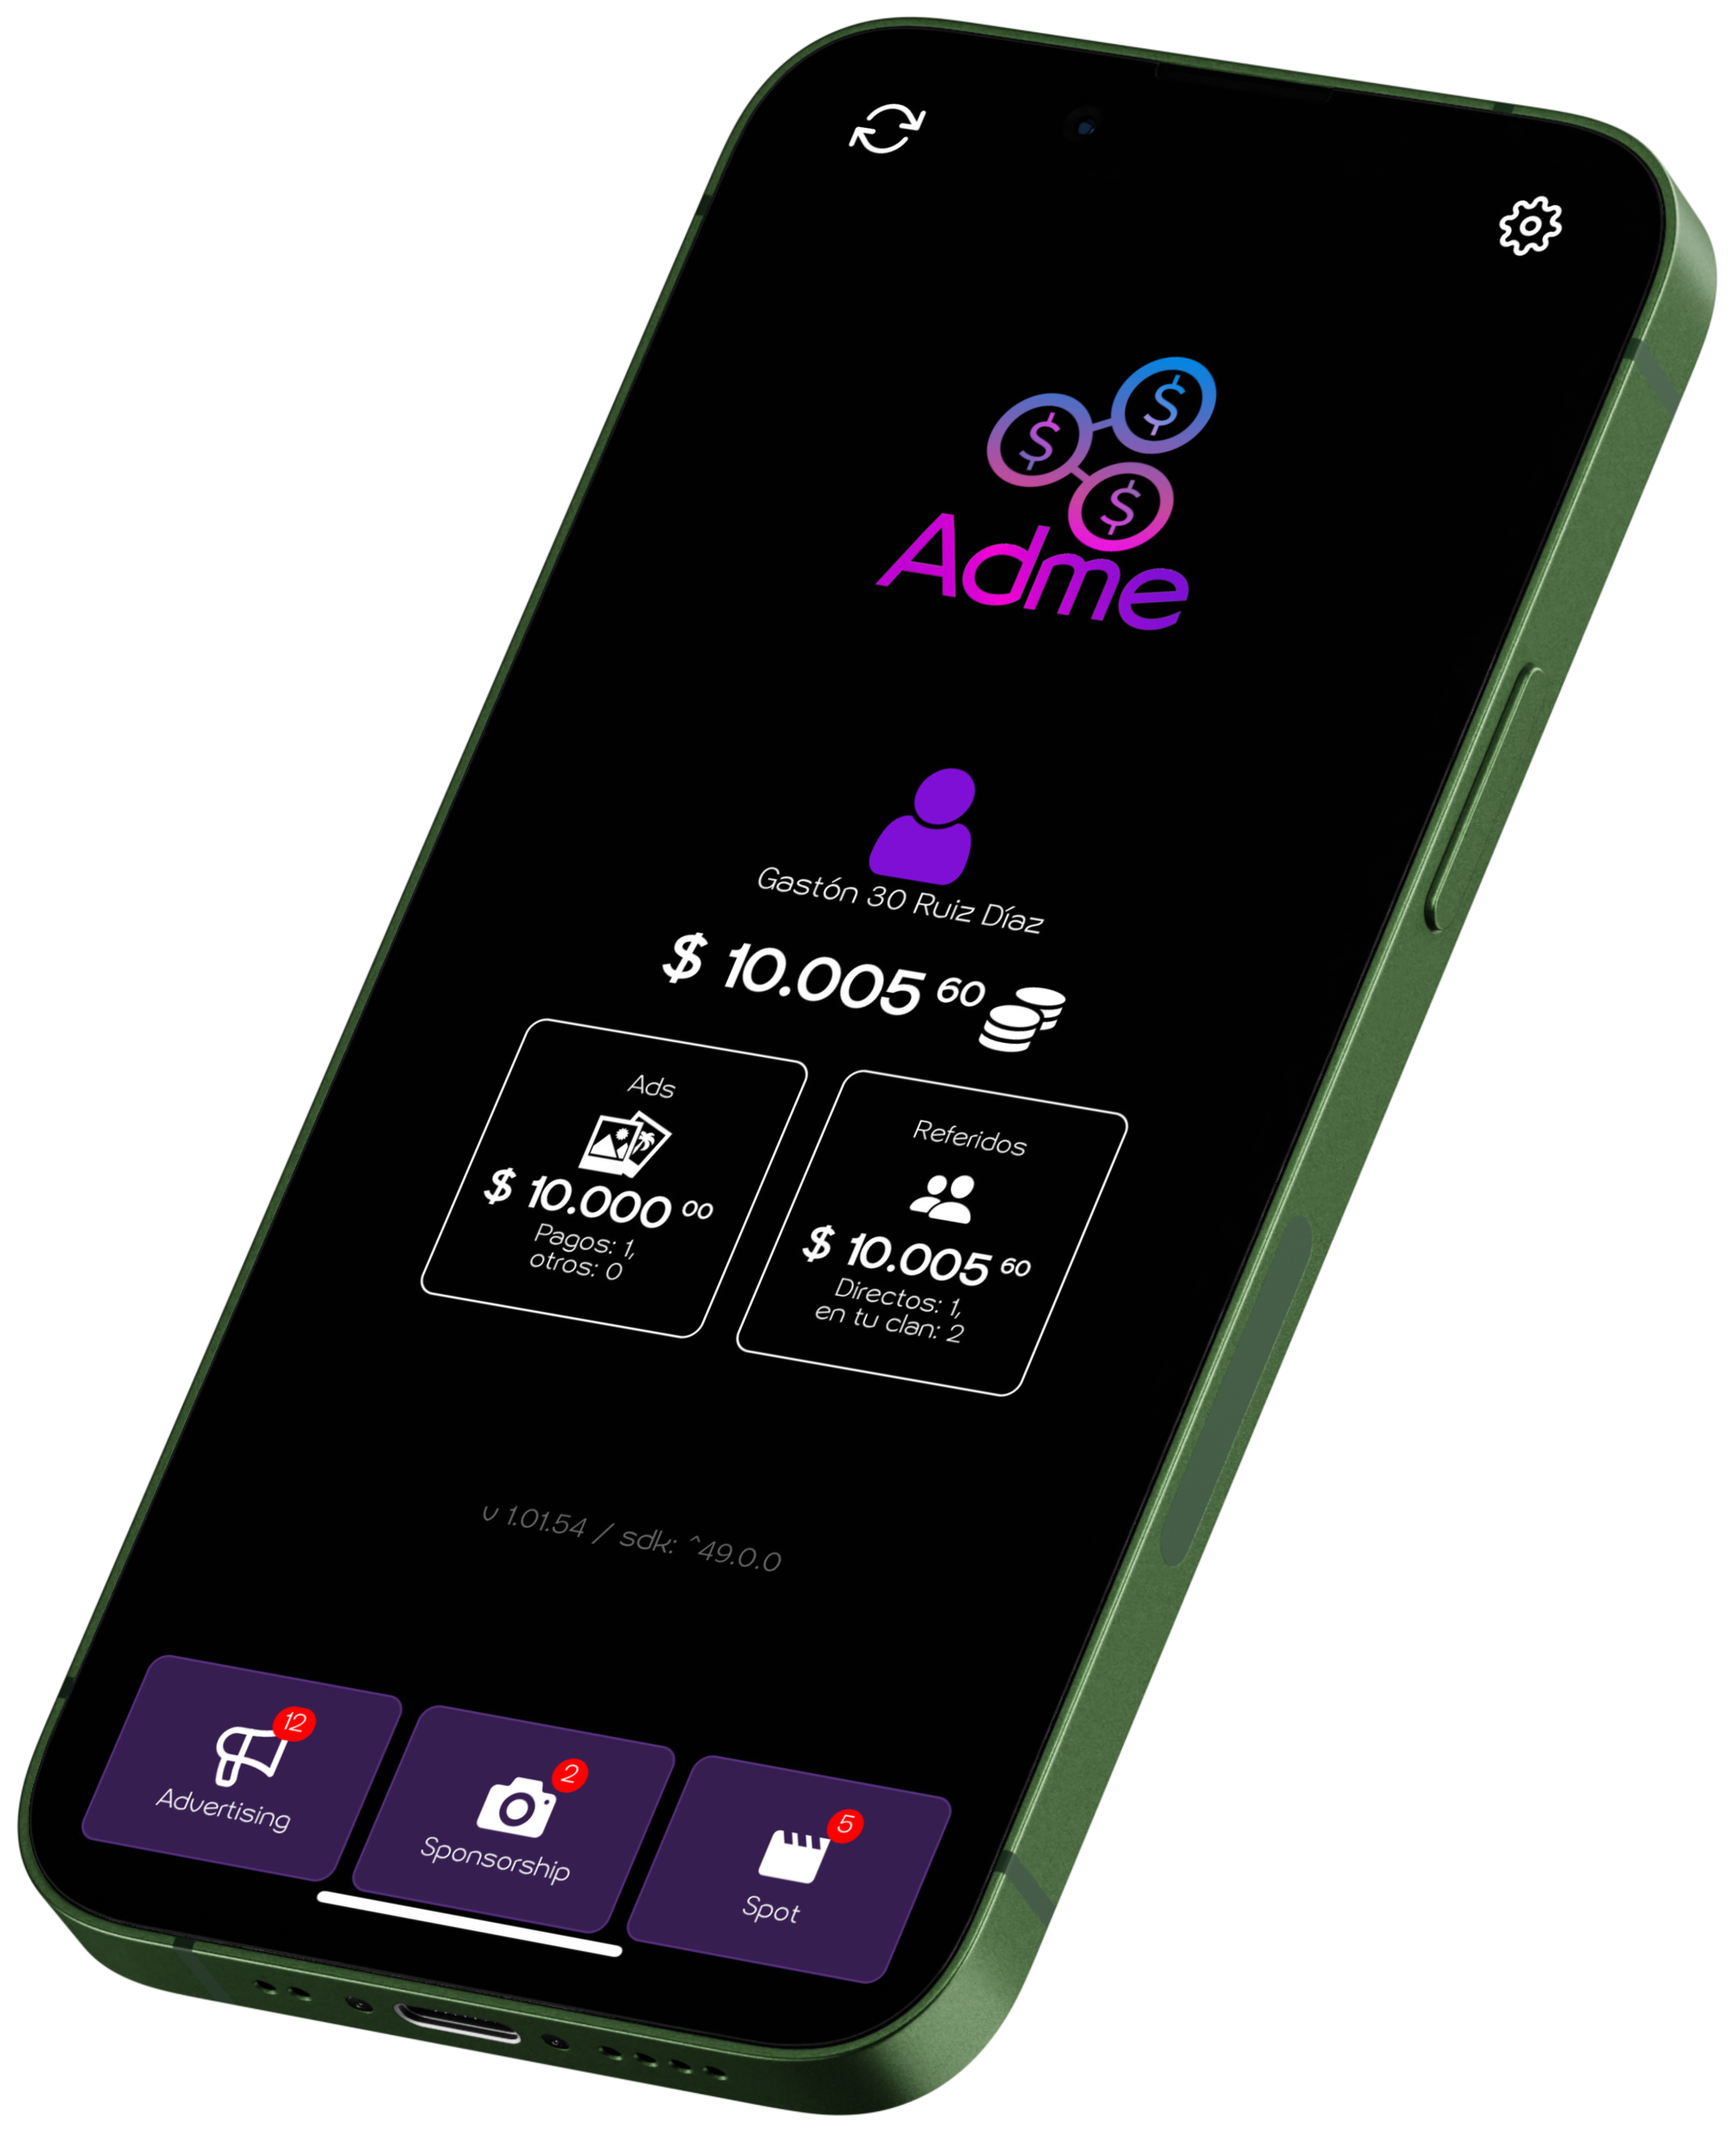 $
$
$
Adme
Gastón 30 Ruiz Díaz
$ 10.005 60
Ads
$ 10.000 00
Pagos: 1,
otros: 0
Referidos
$ 10.005 60
Directos: 1,
en tu clan: 2
v 1.01.54 / sdk: ^49.0.0
12
Advertising
2
Sponsorship
5
Spot